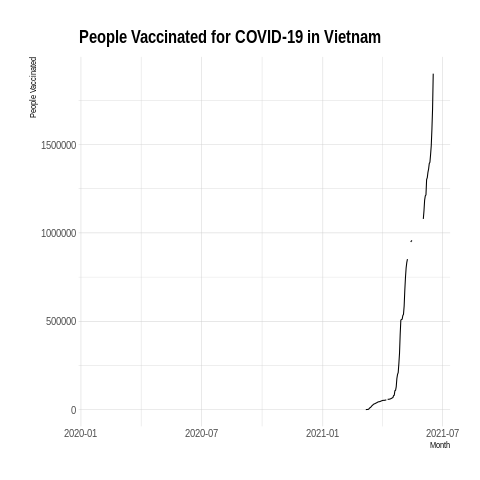 People Vaccinated for COVID-19 in Vietnam
People Vaccinated
1500000
1000000
500000
0
2020-01 2020-07 2021-01 2021-07
Month